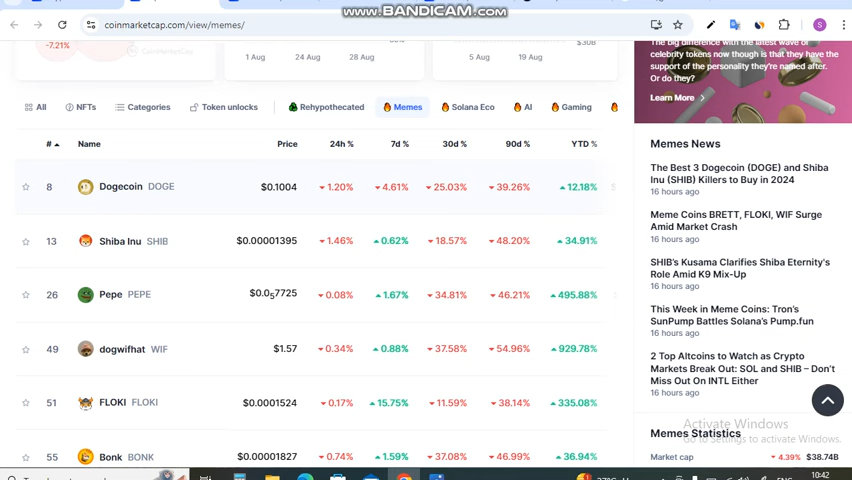 www.BANDICAM.com
coinmarketcap.com/view/memes/
S
-7.21%
CoinMarketCap
1 Aug 24 Aug 28 Aug
$30B
5 Aug 19 Aug
The big difference with the latest wave of
celebrity tokens now though is that they have the
support of the personality they're named after.
Or do they?
Learn More
All NFTs Categories Token unlocks Rehypothecated Memes Solana Eco AI Gaming
# Name Price 24h % 7d % 30d % 90d % YTD %
8 Dogecoin DOGE $0.1004 1.20% 4.61% 25.03% 39.26% 12.18%
13 Shiba Inu SHIB $0.00001395 1.46% 0.62% 18.57% 48.20% 34.91%
26 Pepe PEPE $0.0₅7725 0.08% 1.67% 34.81% 46.21% 495.88%
49 dogwifhat WIF $1.57 0.34% 0.88% 37.58% 54.96% 929.78%
51 FLOKI FLOKI $0.0001524 0.17% 15.75% 11.59% 38.14% 335.08%
55 Bonk BONK $0.00001827 0.74% 1.59% 37.08% 46.99% 36.94%
Memes News
The Best 3 Dogecoin (DOGE) and Shiba
Inu (SHIB) Killers to Buy in 2024
16 hours ago
Meme Coins BRETT, FLOKI, WIF Surge
Amid Market Crash
16 hours ago
SHIB's Kusama Clarifies Shiba Eternity's
Role Amid K9 Mix-Up
16 hours ago
This Week in Meme Coins: Tron's
SunPump Battles Solana's Pump.fun
16 hours ago
2 Top Altcoins to Watch as Crypto
Markets Break Out: SOL and SHIB – Don't
Miss Out On INTL Either
16 hours ago
Activate Windows
Go to Settings to activate Windows.
Memes Statistics
Market cap 4.39% $38.74B
10:42